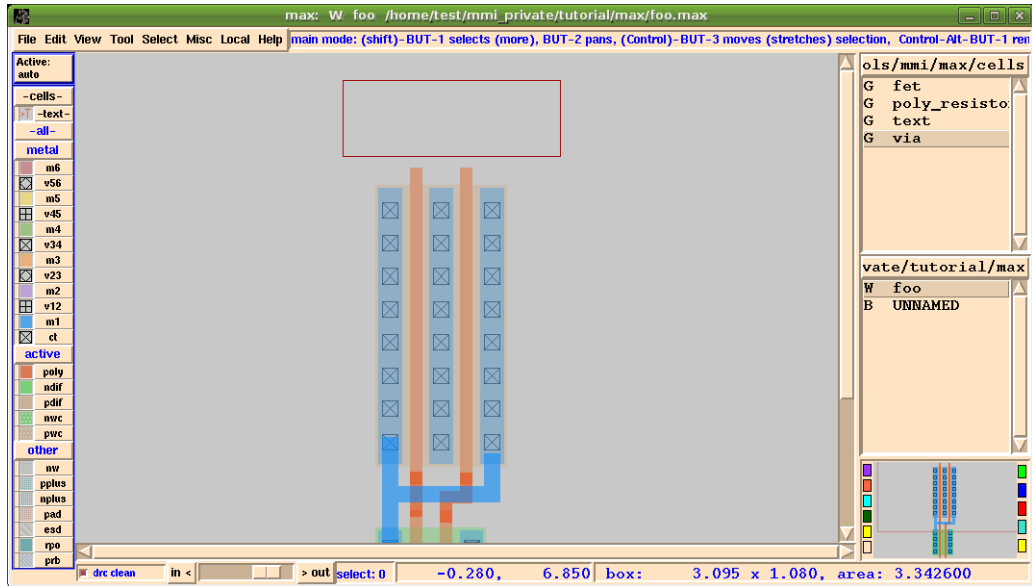 max: W foo /home/test/mmi_private/tutorial/max/foo.max
File Edit View Tool Select Misc Local Help main mode: (shift)-BUT-1 selects (more), BUT-2 pans, (Control)-BUT-3 moves (stretches) selection, Control-Alt-BUT-1 ren
Active:
auto
-cells-
>T -text-
-all-
metal
m6
v56
m5
v45
m4
v34
m3
v23
m2
v12
m1
ct
active
poly
ndif
pdif
nwc
pwc
other
nw
pplus
nplus
pad
esd
rpo
prb
ols/mmi/max/cells
G fet
G poly_resisto
G text
G via
vate/tutorial/max
W foo
B UNNAMED
drc clean in < > out select: 0 -0.280, 6.850 box: 3.095 x 1.080, area: 3.342600